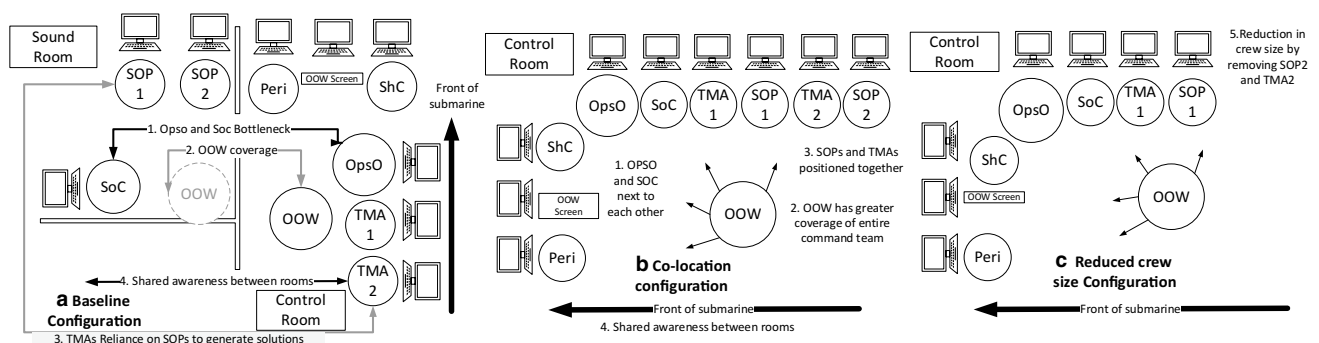 Sound
Room
SOP
1
SOP
2
Peri
OOW Screen
ShC
Front of
submarine
1. Opso and Soc Bottleneck
2. OOW coverage
SoC
OOW
OOW
OpsO
TMA
1
4. Shared awareness between rooms
TMA
2
a Baseline
Configuration
Control
Room
3. TMAs Reliance on SOPs to generate solutions
Control
Room
OpsO
SoC
TMA
1
SOP
1
TMA
2
SOP
2
ShC
1. OPSO
and SOC
next to
each other
3. SOPs and TMAs
positioned together
OOW
Screen
OOW
2. OOW has greater
coverage of entire
command team
Peri
b Co-location
configuration
Front of submarine
4. Shared awareness between rooms
Control
Room
5.Reduction in
crew size by
removing SOP2
and TMA2
OpsO
SoC
TMA
1
SOP
1
ShC
OOW Screen
OOW
Peri
c Reduced crew
size Configuration
Front of submarine